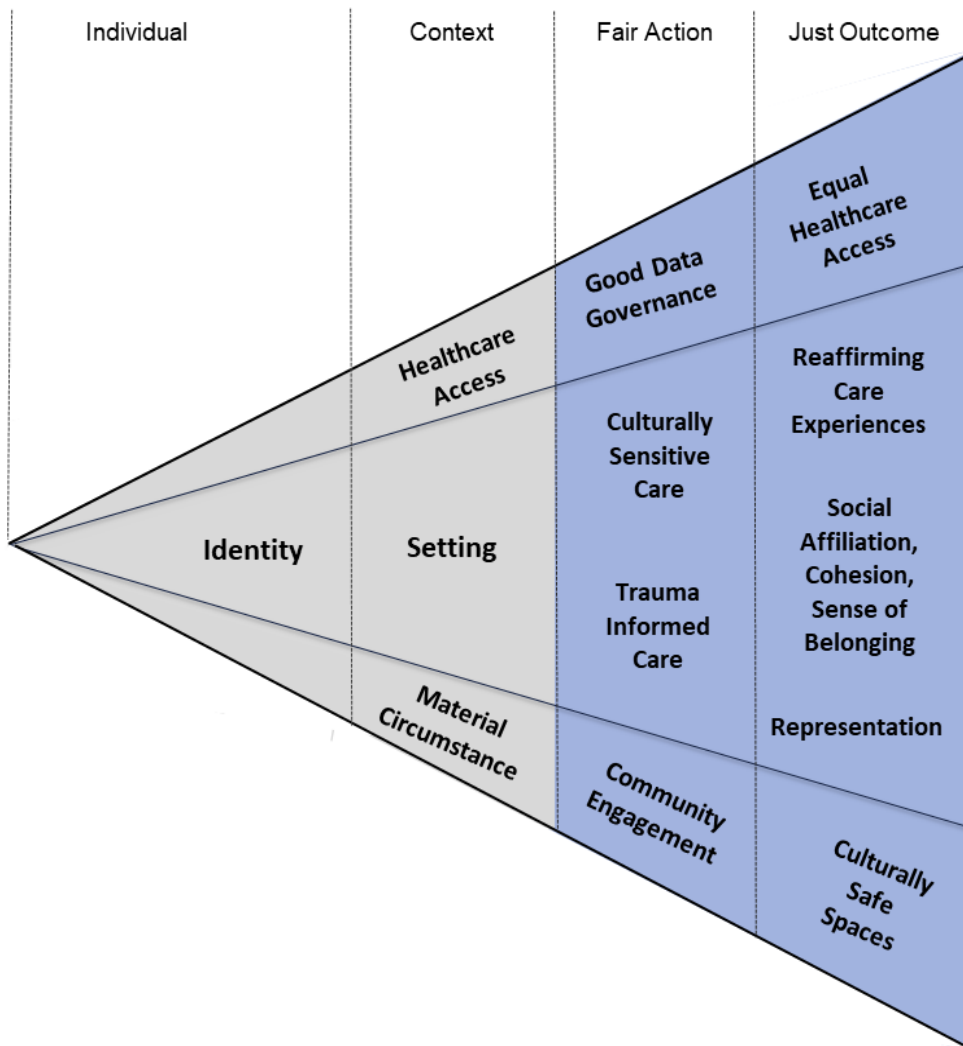 Individual
Context
Fair Action
Just Outcome
Identity
Healthcare
Access
Setting
Material
Circumstance
Good Data
Governance
Culturally
Sensitive
Care
Trauma
Informed
Care
Community
Engagement
Equal
Healthcare
Access
Reaffirming
Care
Experiences
Social
Affiliation,
Cohesion,
Sense of
Belonging
Representation
Culturally
Safe
Spaces